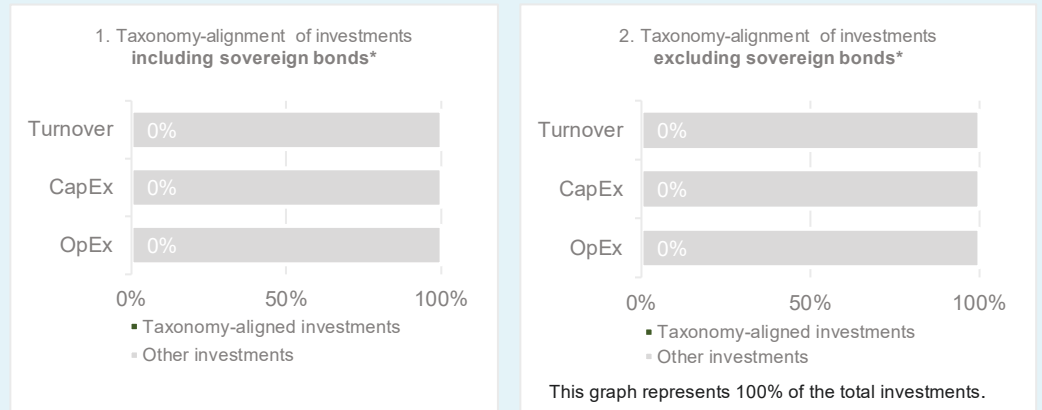 1. Taxonomy-alignment of investments
including sovereign bonds*
Turnover
0%
CapEx
0%
OpEx
0%
0% 50% 100%
Taxonomy-aligned investments
Other investments
2. Taxonomy-alignment of investments
excluding sovereign bonds*
Turnover
0%
CapEx
0%
OpEx
0%
0% 50% 100%
Taxonomy-aligned investments
Other investments
This graph represents 100% of the total investments.